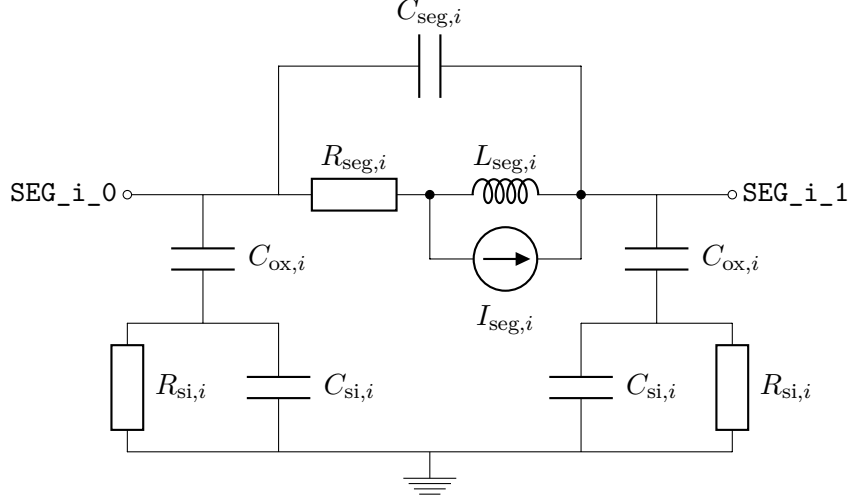 C_seg,i
R_seg,i
L_seg,i
SEG_i_0
SEG_i_1
C_ox,i
C_ox,i
I_seg,i
R_si,i
C_si,i
C_si,i
R_si,i